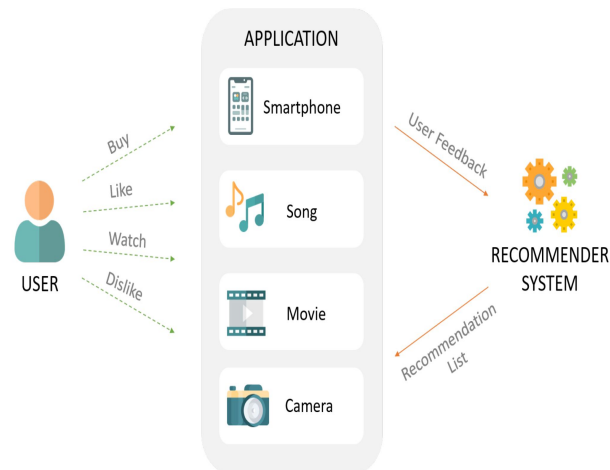 APPLICATION
Smartphone
Song
Movie
Camera
Buy
Like
Watch
Dislike
USER
User Feedback
RECOMMENDER
SYSTEM
Recommendation
List